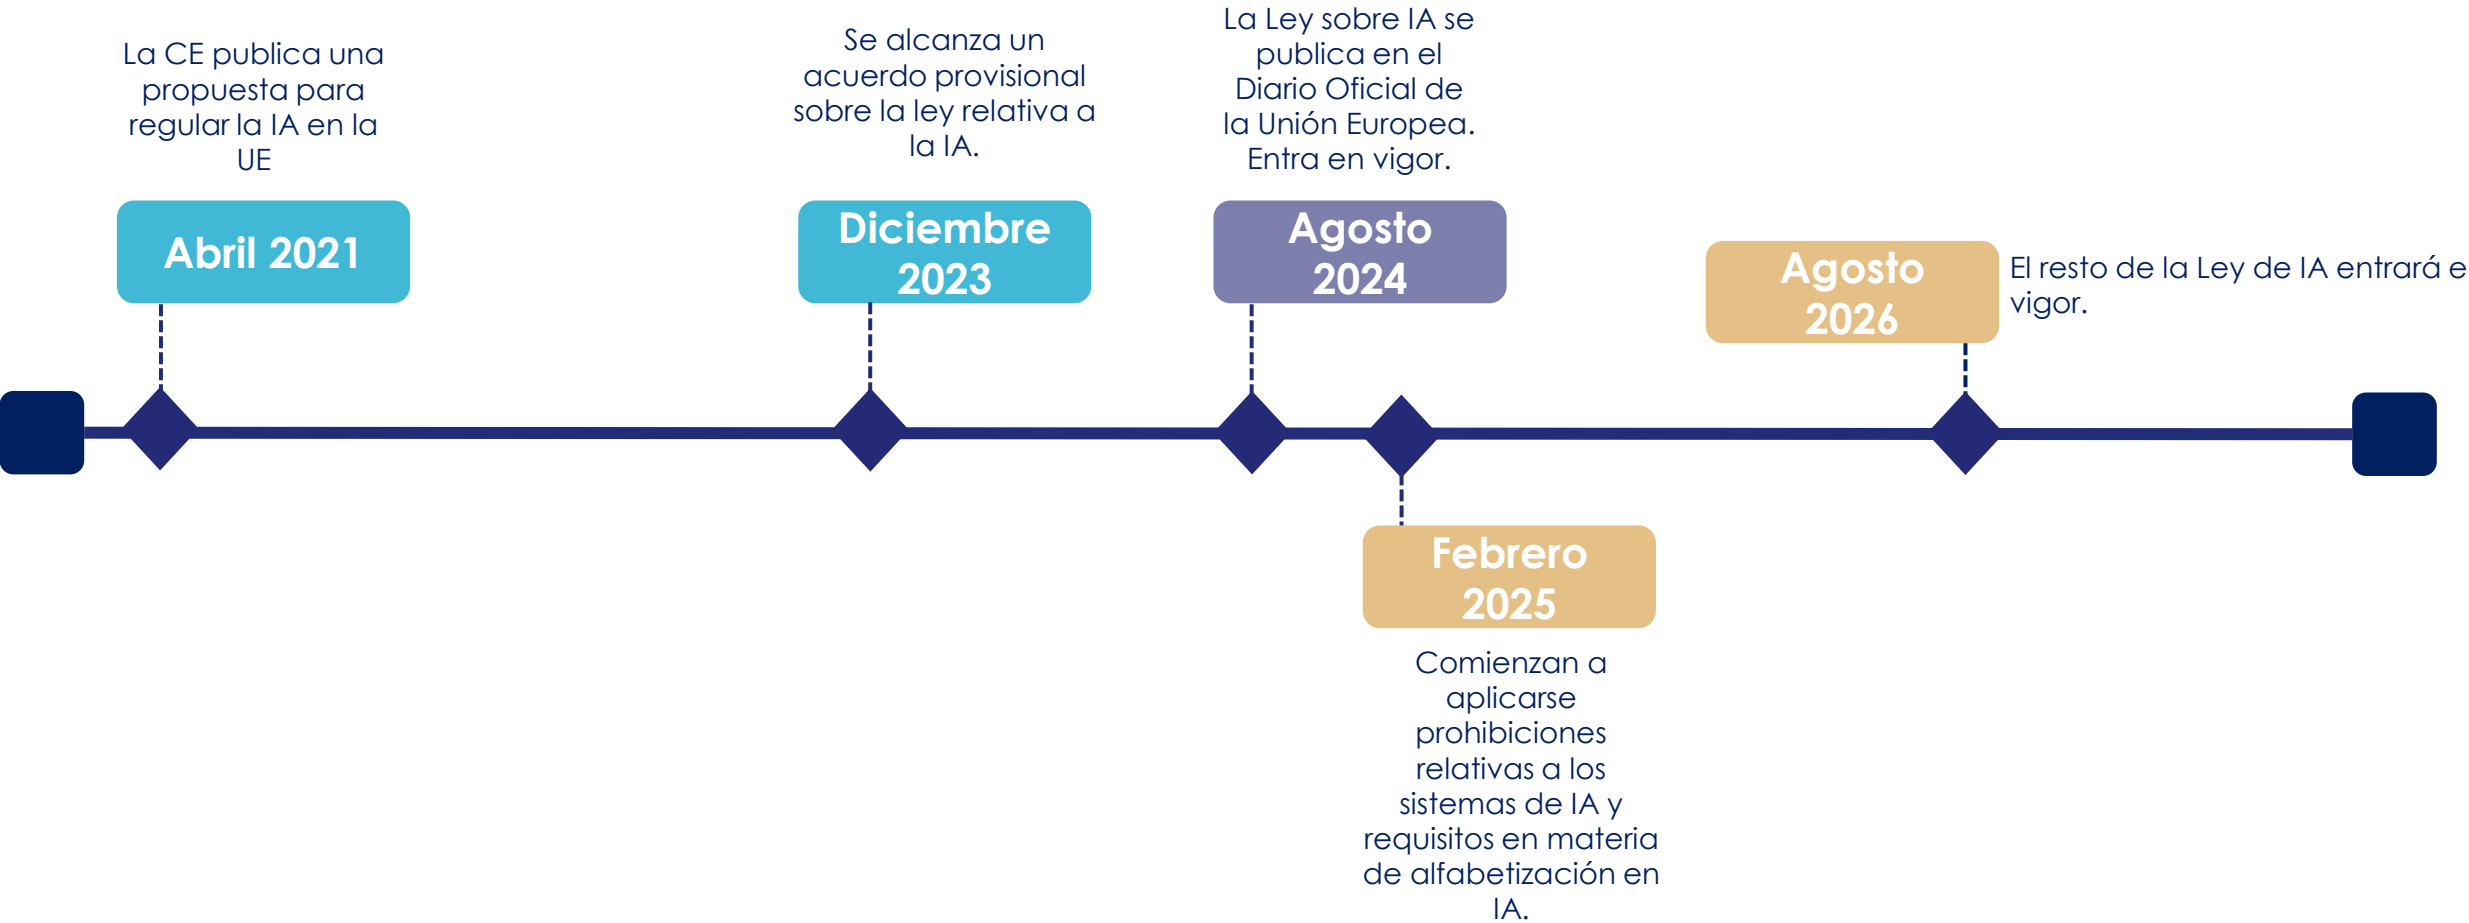 La CE publica una
propuesta para
regular la IA en la
UE
Abril 2021
Se alcanza un
acuerdo provisional
sobre la ley relativa a
la IA.
Diciembre
2023
La Ley sobre IA se
publica en el
Diario Oficial de
la Unión Europea.
Entra en vigor.
Agosto
2024
Agosto
2026
El resto de la Ley de IA entrará e
vigor.
Febrero
2025
Comienzan a
aplicarse
prohibiciones
relativas a los
sistemas de IA y
requisitos en materia
de alfabetización en
IA.